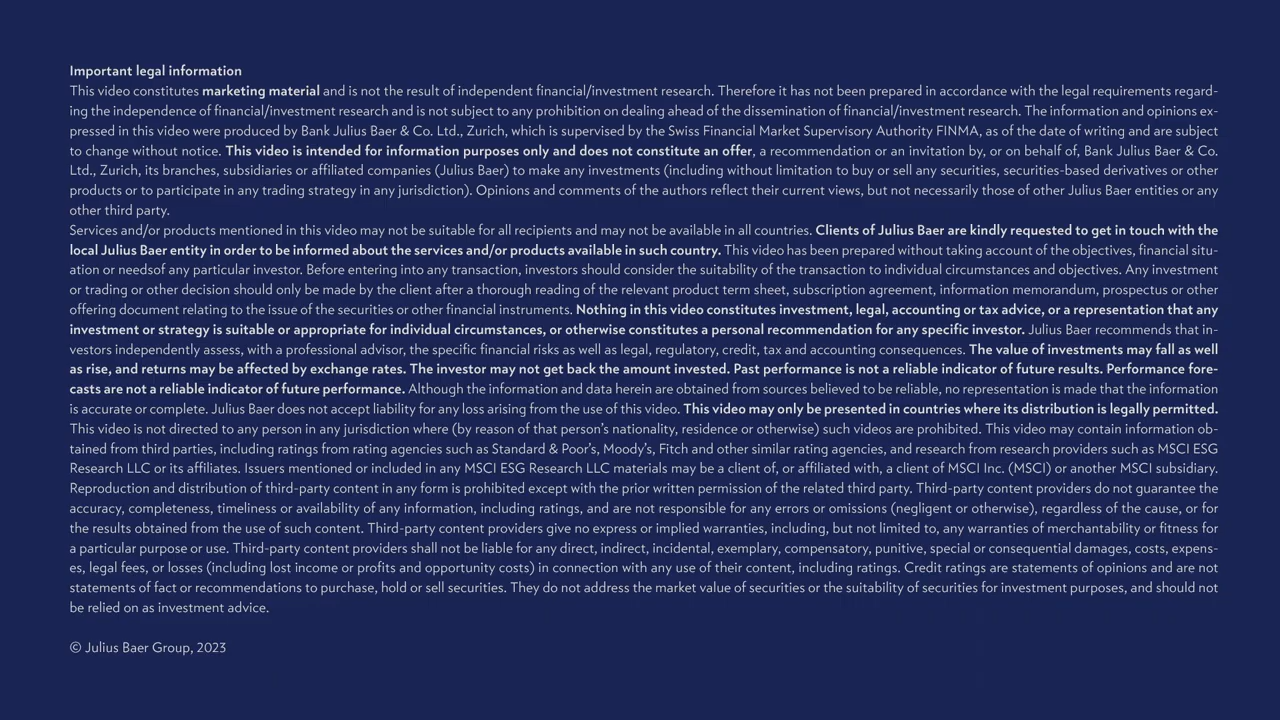 Important legal information
This video constitutes marketing material and is not the result of independent financial/investment research. Therefore it has not been prepared in accordance with the legal requirements regard-
ing the independence of financial/investment research and is not subject to any prohibition on dealing ahead of the dissemination of financial/investment research. The information and opinions ex-
pressed in this video were produced by Bank Julius Baer & Co. Ltd., Zurich, which is supervised by the Swiss Financial Market Supervisory Authority FINMA, as of the date of writing and are subject
to change without notice. This video is intended for information purposes only and does not constitute an offer, a recommendation or an invitation by, or on behalf of, Bank Julius Baer & Co.
Ltd., Zurich, its branches, subsidiaries or affiliated companies (Julius Baer) to make any investments (including without limitation to buy or sell any securities, securities-based derivatives or other
products or to participate in any trading strategy in any jurisdiction). Opinions and comments of the authors reflect their current views, but not necessarily those of other Julius Baer entities or any
other third party.
Services and/or products mentioned in this video may not be suitable for all recipients and may not be available in all countries. Clients of Julius Baer are kindly requested to get in touch with the
local Julius Baer entity in order to be informed about the services and/or products available in such country. This video has been prepared without taking account of the objectives, financial situ-
ation or needsof any particular investor. Before entering into any transaction, investors should consider the suitability of the transaction to individual circumstances and objectives. Any investment
or trading or other decision should only be made by the client after a thorough reading of the relevant product term sheet, subscription agreement, information memorandum, prospectus or other
offering document relating to the issue of the securities or other financial instruments. Nothing in this video constitutes investment, legal, accounting or tax advice, or a representation that any
investment or strategy is suitable or appropriate for individual circumstances, or otherwise constitutes a personal recommendation for any specific investor. Julius Baer recommends that in-
vestors independently assess, with a professional advisor, the specific financial risks as well as legal, regulatory, credit, tax and accounting consequences. The value of investments may fall as well
as rise, and returns may be affected by exchange rates. The investor may not get back the amount invested. Past performance is not a reliable indicator of future results. Performance fore-
casts are not a reliable indicator of future performance. Although the information and data herein are obtained from sources believed to be reliable, no representation is made that the information
is accurate or complete. Julius Baer does not accept liability for any loss arising from the use of this video. This video may only be presented in countries where its distribution is legally permitted.
This video is not directed to any person in any jurisdiction where (by reason of that person's nationality, residence or otherwise) such videos are prohibited. This video may contain information ob-
tained from third parties, including ratings from rating agencies such as Standard & Poor's, Moody's, Fitch and other similar rating agencies, and research from research providers such as MSCI ESG
Research LLC or its affiliates. Issuers mentioned or included in any MSCI ESG Research LLC materials may be a client of, or affiliated with, a client of MSCI Inc. (MSCI) or another MSCI subsidiary.
Reproduction and distribution of third-party content in any form is prohibited except with the prior written permission of the related third party. Third-party content providers do not guarantee the
accuracy, completeness, timeliness or availability of any information, including ratings, and are not responsible for any errors or omissions (negligent or otherwise), regardless of the cause, or for
the results obtained from the use of such content. Third-party content providers give no express or implied warranties, including, but not limited to, any warranties of merchantability or fitness for
a particular purpose or use. Third-party content providers shall not be liable for any direct, indirect, incidental, exemplary, compensatory, punitive, special or consequential damages, costs, expens-
es, legal fees, or losses (including lost income or profits and opportunity costs) in connection with any use of their content, including ratings. Credit ratings are statements of opinions and are not
statements of fact or recommendations to purchase, hold or sell securities. They do not address the market value of securities or the suitability of securities for investment purposes, and should not
be relied on as investment advice.
© Julius Baer Group, 2023